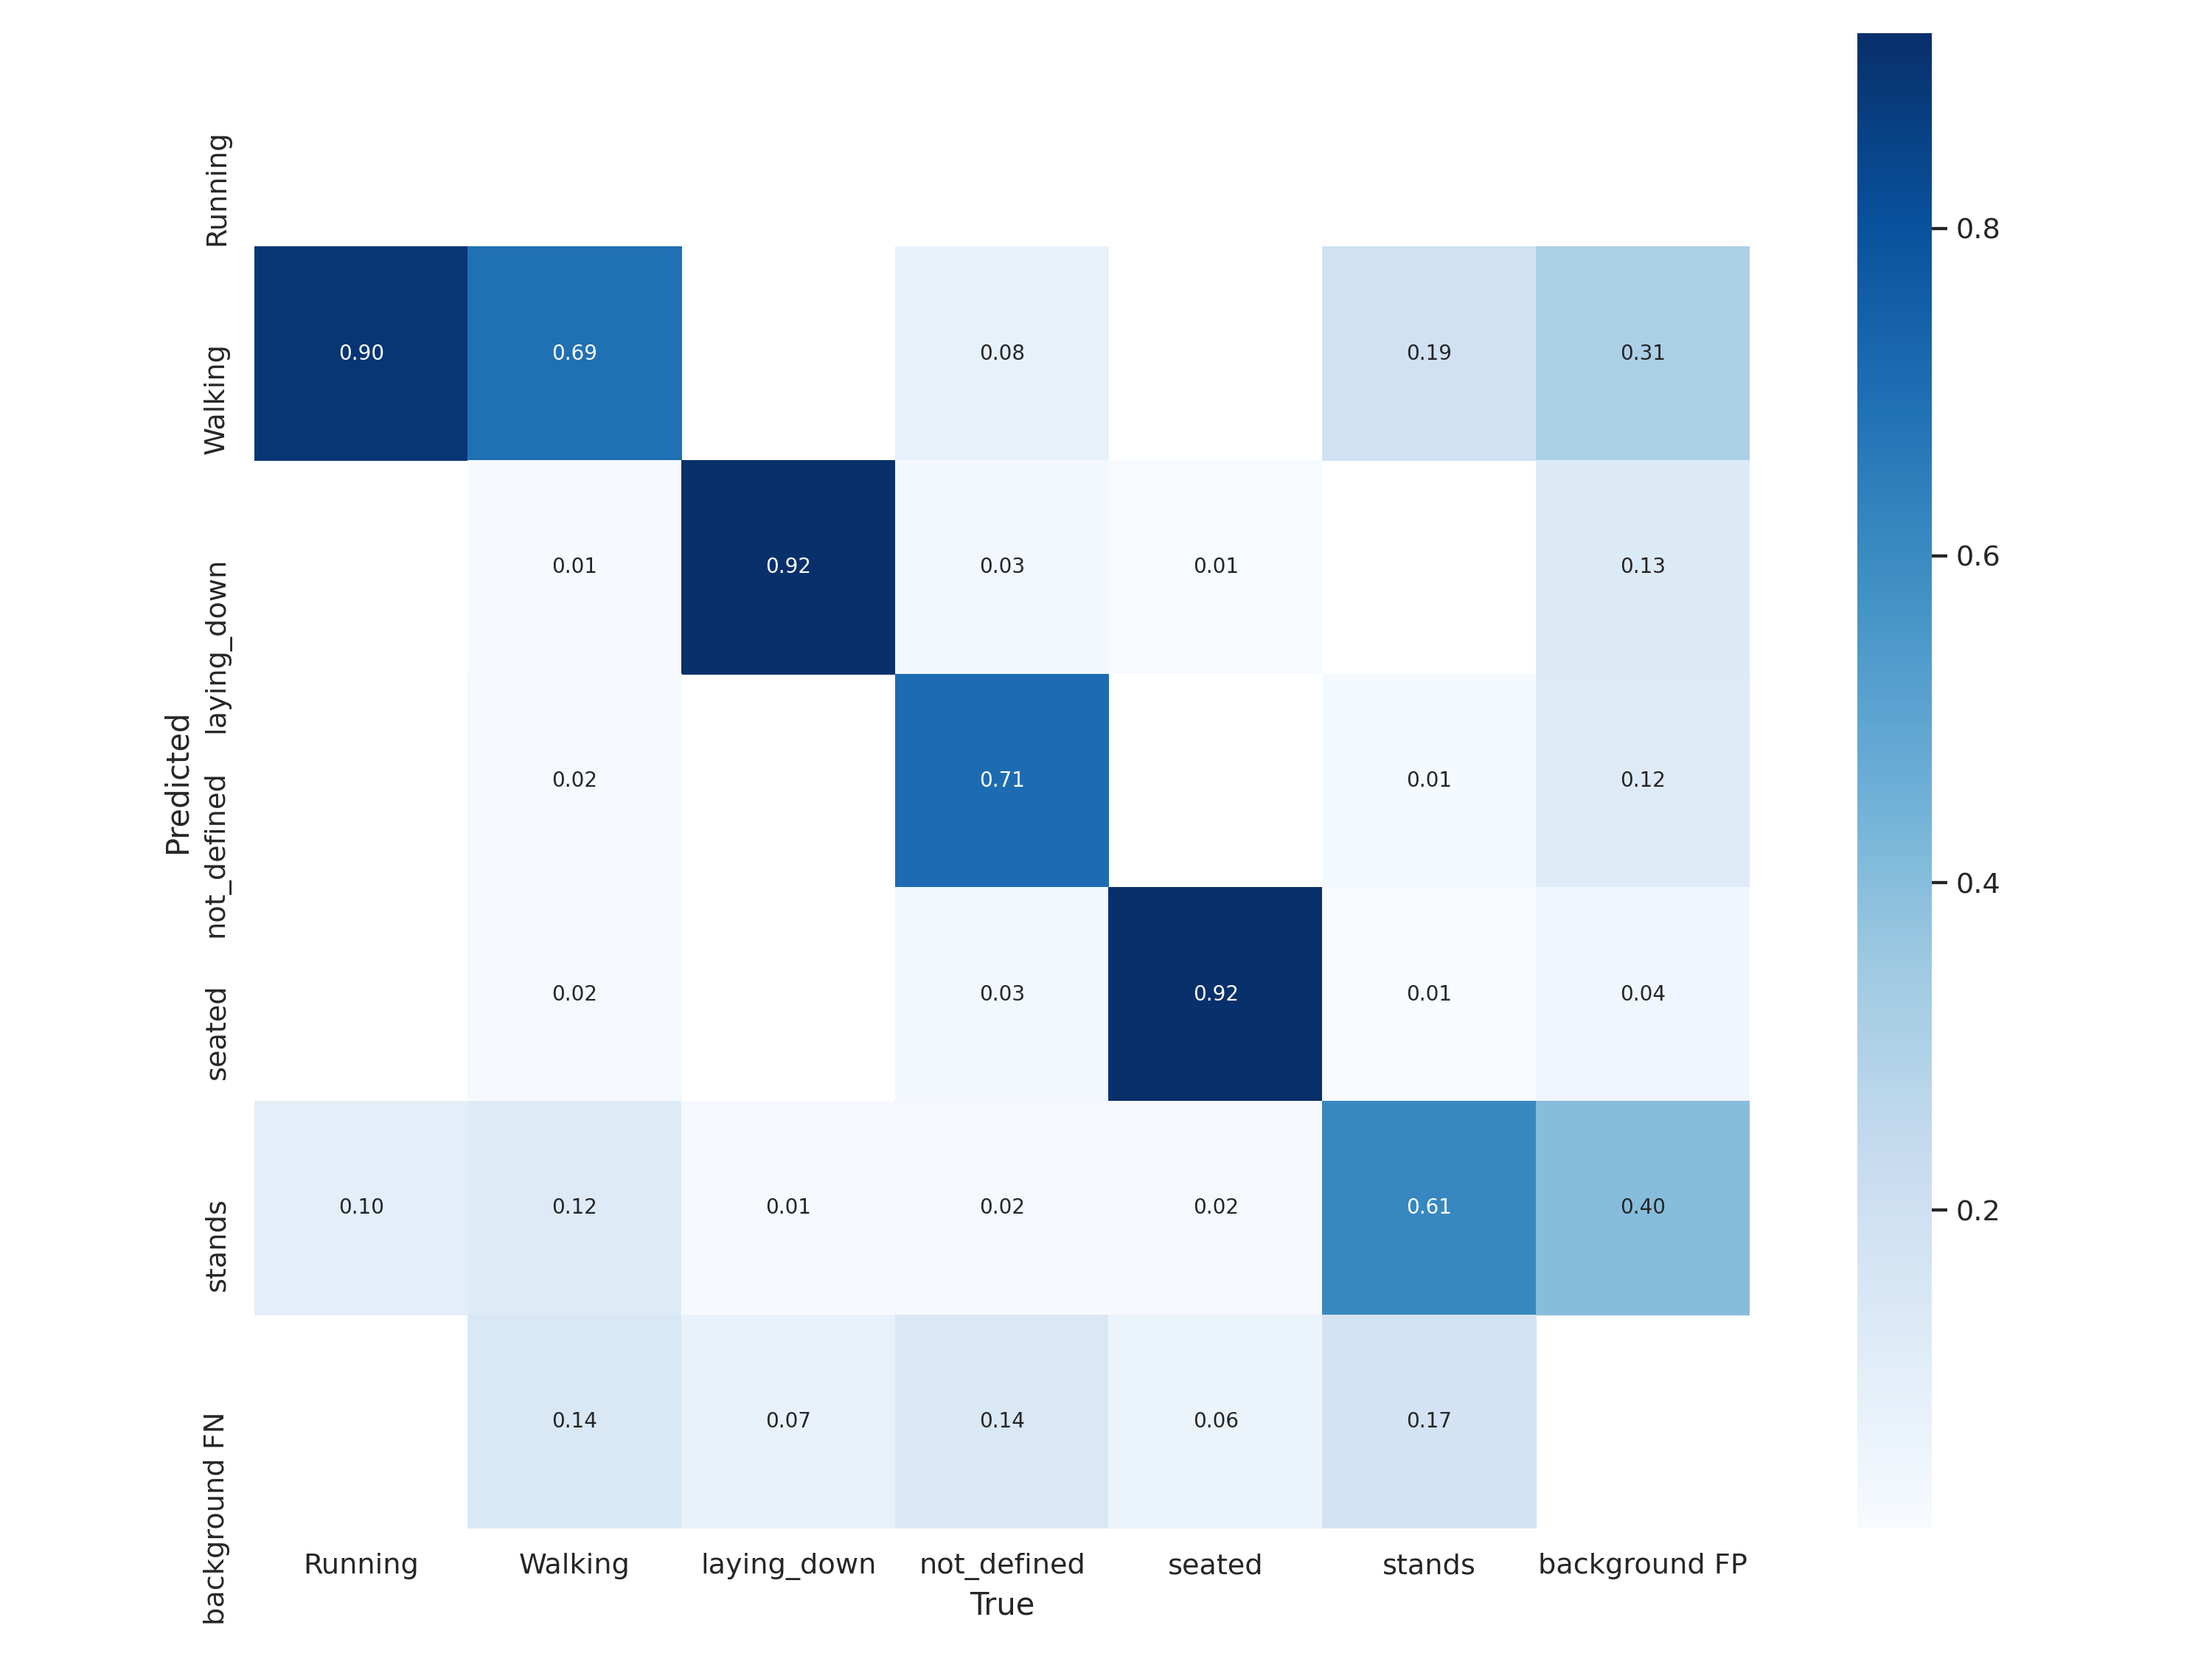 Predicted
Running
Walking
laying_down
not_defined
seated
stands
background FN
0.90 0.69 0.08 0.19 0.31
0.01 0.92 0.03 0.01 0.13
0.02 0.71 0.01 0.12
0.02 0.03 0.92 0.01 0.04
0.10 0.12 0.01 0.02 0.02 0.61 0.40
0.14 0.07 0.14 0.06 0.17
Running Walking laying_down not_defined seated stands background FP
True
0.8
0.6
0.4
0.2